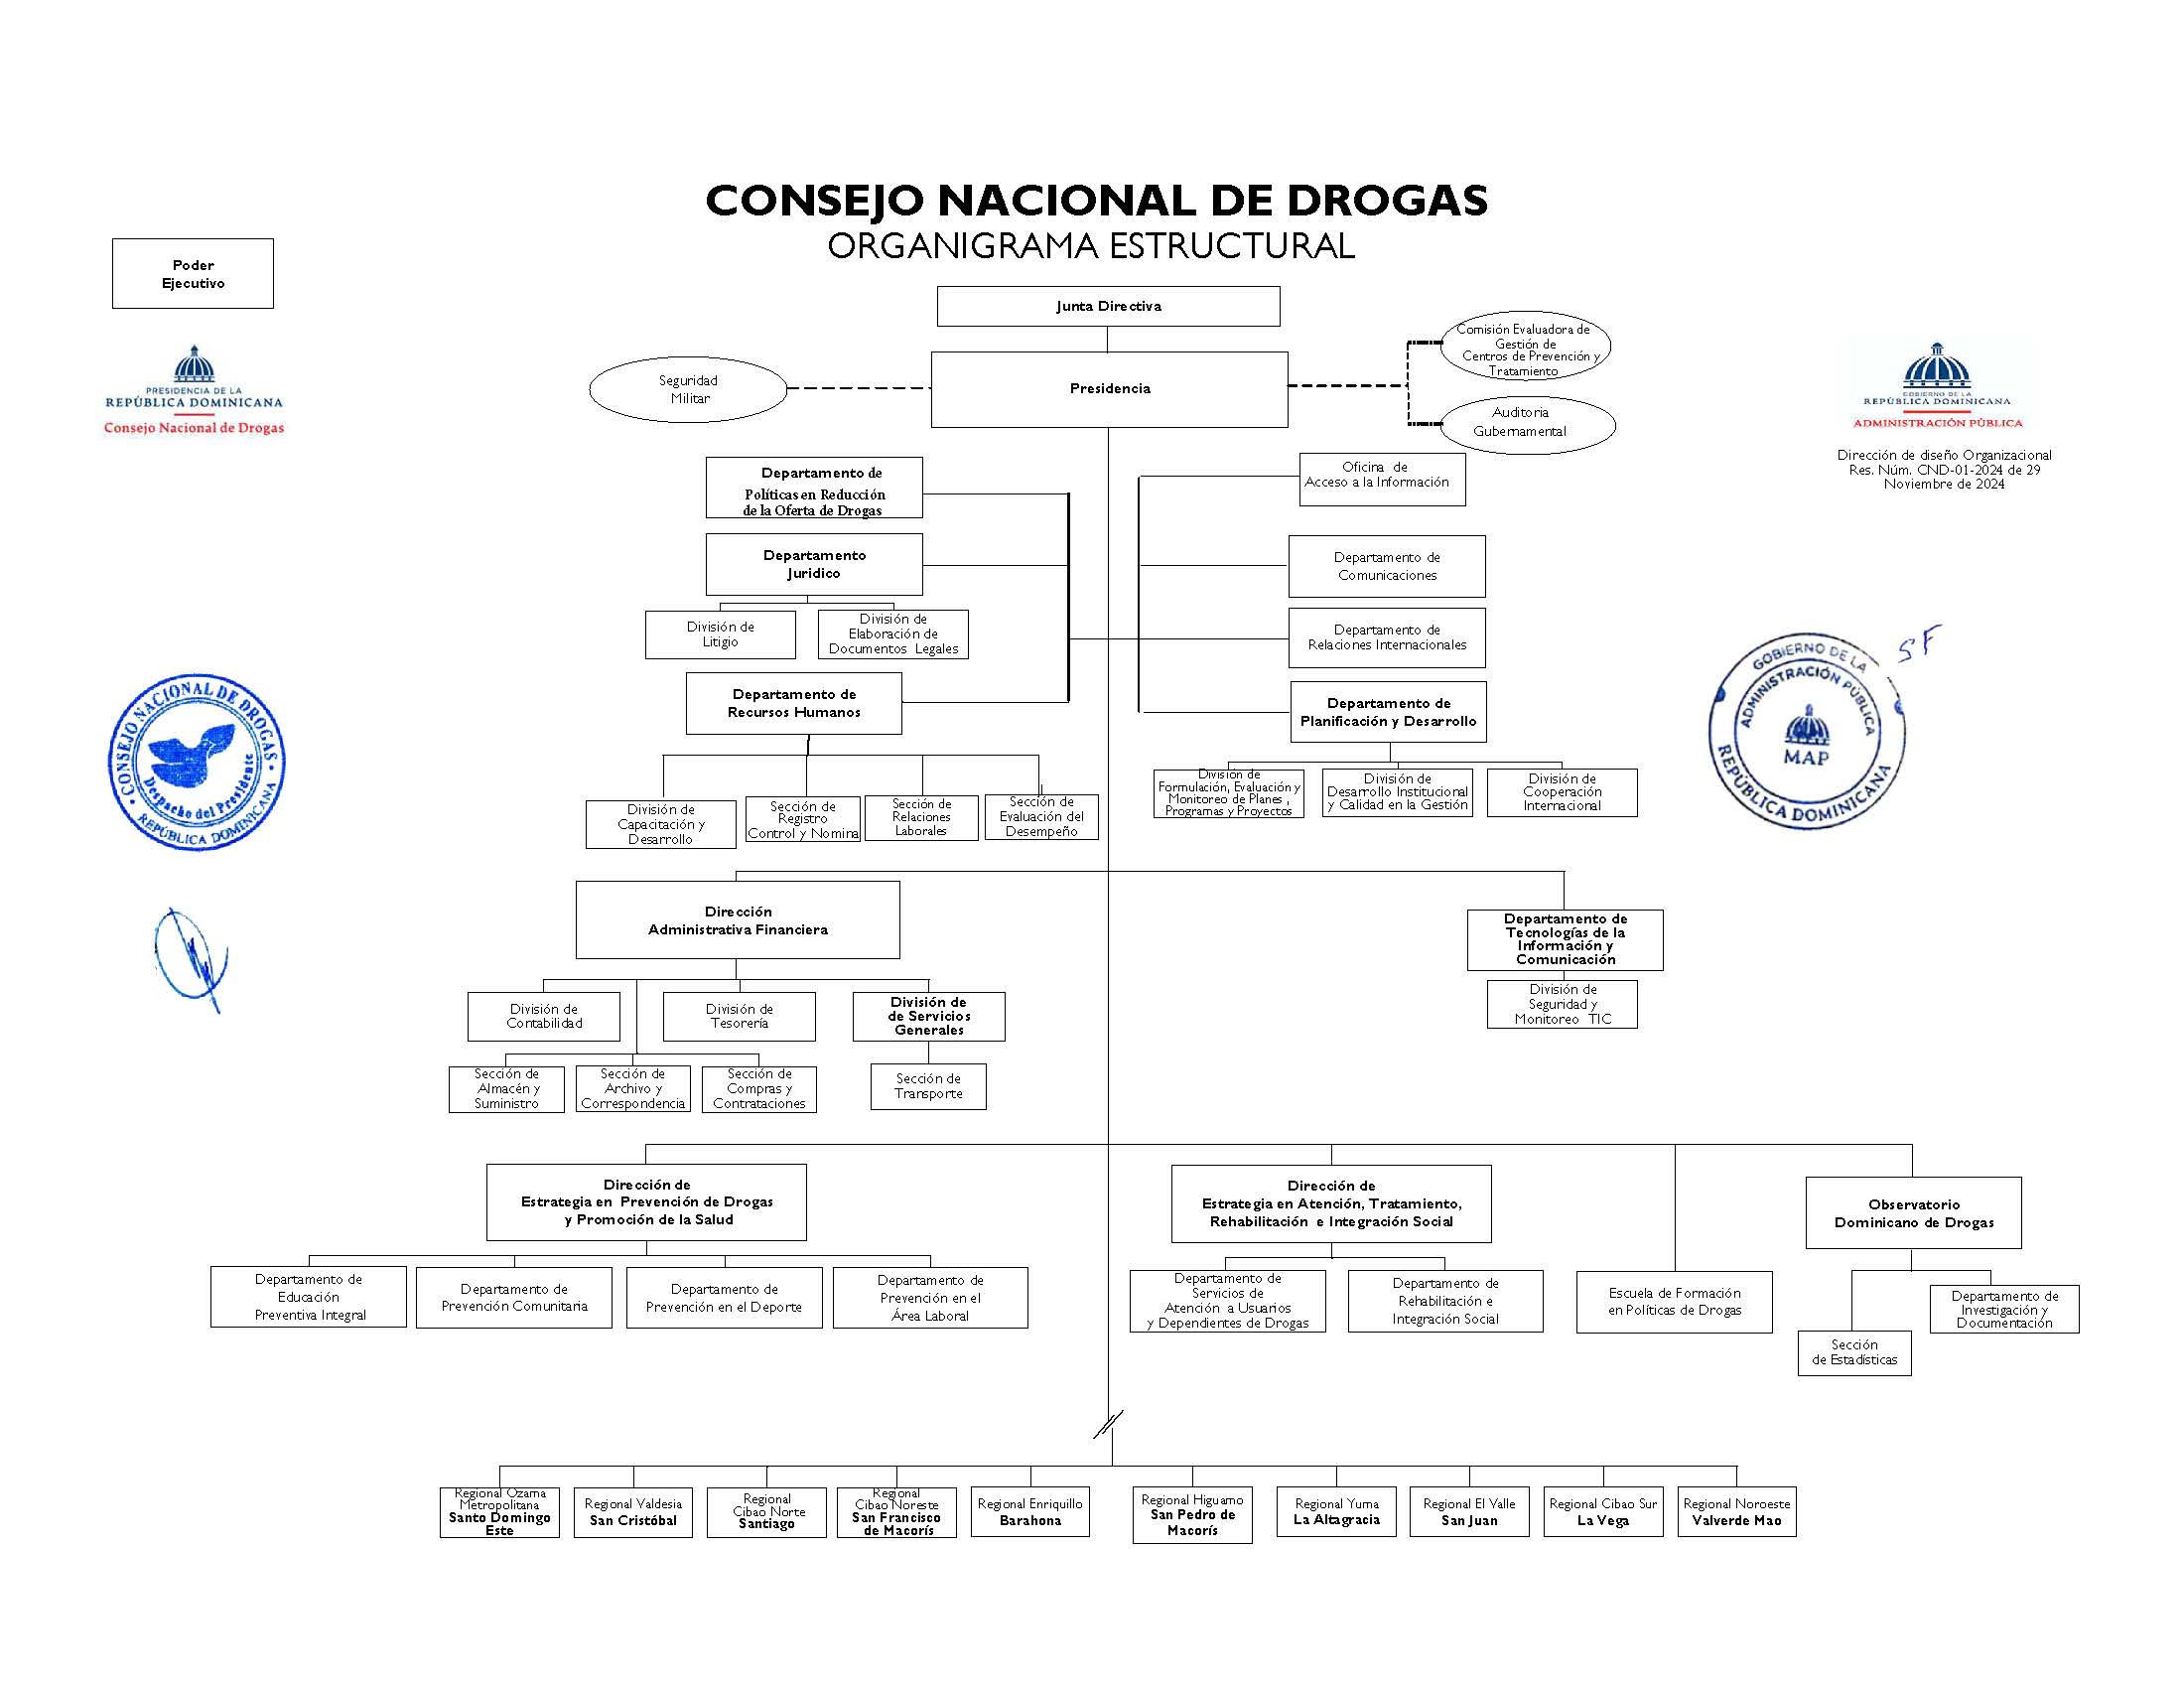 CONSEJO NACIONAL DE DROGAS
ORGANIGRAMA ESTRUCTURAL
Poder
Ejecutivo
PRESIDENCIA DE LA
REPÚBLICA DOMINICANA
Consejo Nacional de Drogas
Junta Directiva
Presidencia
Seguridad
Militar
Comisión Evaluadora de
Gestión de
Centros de Prevención y
Tratamiento
Auditoria
Gubernamental
GOBIERNO DE LA
REPÚBLICA DOMINICANA
ADMINISTRACIÓN PÚBLICA
Dirección de diseño Organizacional
Res. Núm. CND-01-2024 de 29
Noviembre de 2024
Departamento de
Políticas en Reducción
de la Oferta de Drogas
Oficina de
Acceso a la Información
Departamento
Juridico
Departamento de
Comunicaciones
División de
Litigio
División de
Elaboración de
Documentos Legales
Departamento de
Relaciones Internacionales
Departamento de
Recursos Humanos
Departamento de
Planificación y Desarrollo
División de
Capacitación y
Desarrollo
Sección de
Registro
Control y Nomina
Sección de
Relaciones
Laborales
Sección de
Evaluación del
Desempeño
División de
Formulación, Evaluación y
Monitoreo de Planes ,
Programas y Proyectos
División de
Desarrollo Institucional
y Calidad en la Gestión
División de
Cooperación
Internacional
CONSEJO NACIONAL DE DROGAS
Despacho del Presidente
REPÚBLICA DOMINICANA
GOBIERNO DE LA
ADMINISTRACIÓN PÚBLICA
MAP
REPÚBLICA DOMINICANA
SF
Dirección
Administrativa Financiera
Departamento de
Tecnologías de la
Información y
Comunicación
División de
Contabilidad
División de
Tesorería
División de
de Servicios
Generales
División de
Seguridad y
Monitoreo TIC
Sección de
Almacén y
Suministro
Sección de
Archivo y
Correspondencia
Sección de
Compras y
Contrataciones
Sección de
Transporte
Dirección de
Estrategia en Prevención de Drogas
y Promoción de la Salud
Dirección de
Estrategia en Atención, Tratamiento,
Rehabilitación e Integración Social
Observatorio
Dominicano de Drogas
Departamento de
Educación
Preventiva Integral
Departamento de
Prevención Comunitaria
Departamento de
Prevención en el Deporte
Departamento de
Prevención en el
Área Laboral
Departamento de
Servicios de
Atención a Usuarios
y Dependientes de Drogas
Departamento de
Rehabilitación e
Integración Social
Escuela de Formación
en Políticas de Drogas
Sección
de Estadísticas
Departamento de
Investigación y
Documentación
Regional Ozama
Metropolitana
Santo Domingo
Este
Regional Valdesia
San Cristóbal
Regional
Cibao Norte
Santiago
Regional
Cibao Noreste
San Francisco
de Macorís
Regional Enriquillo
Barahona
Regional Higuamo
San Pedro de
Macorís
Regional Yuma
La Altagracia
Regional El Valle
San Juan
Regional Cibao Sur
La Vega
Regional Noroeste
Valverde Mao